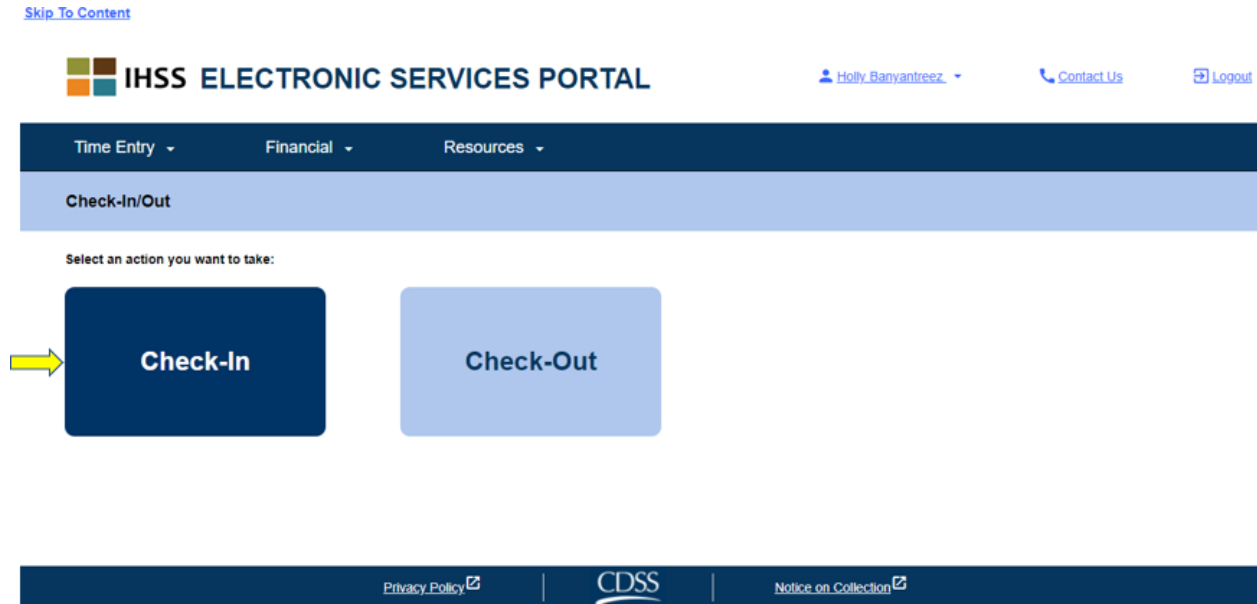 Skip To Content
IHSS ELECTRONIC SERVICES PORTAL
Holly Banyantreez
Contact Us
Logout
Time Entry
Financial
Resources
Check-In/Out
Select an action you want to take:
Check-In
Check-Out
Privacy Policy
CDSS
Notice on Collection